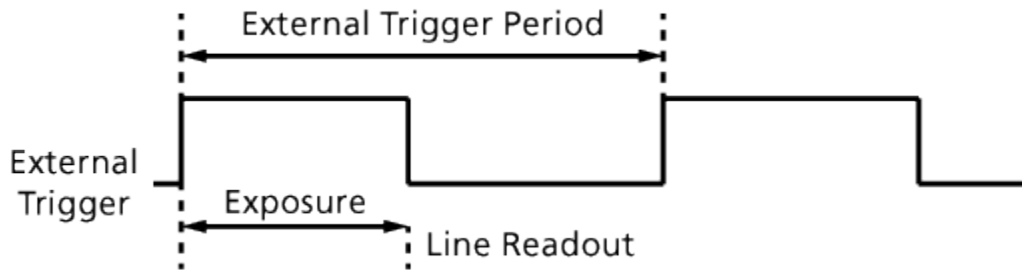 External Trigger Period
External
Trigger
Exposure
Line Readout